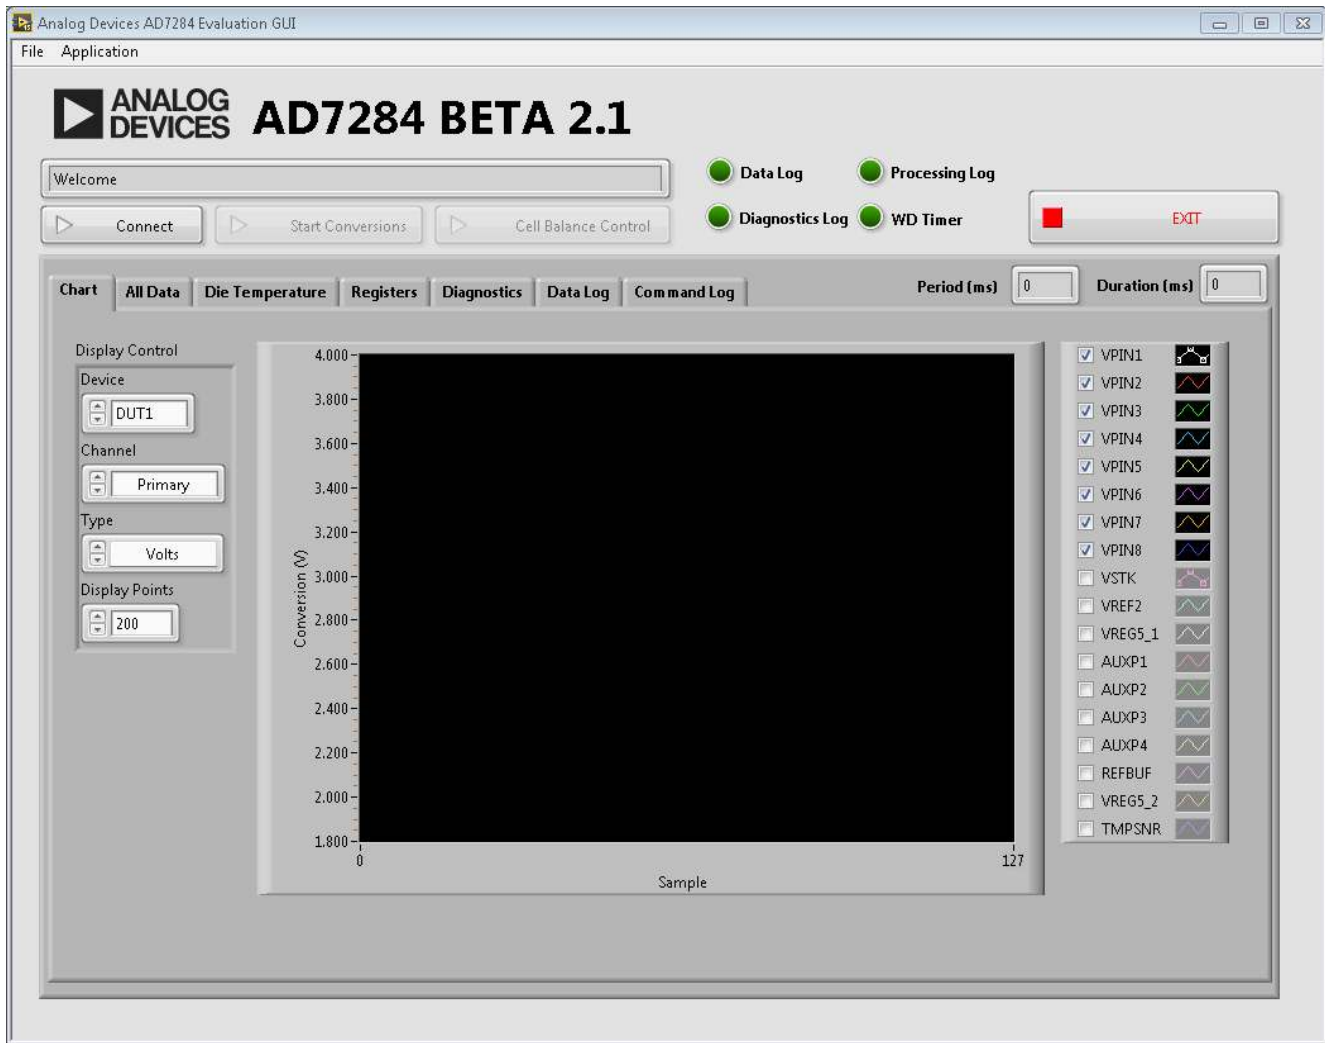 Analog Devices AD7284 Evaluation GUI
File Application
ANALOG
DEVICES
AD7284 BETA 2.1
Welcome
Connect
Start Conversions
Cell Balance Control
Data Log
Processing Log
Diagnostics Log
WD Timer
EXIT
Chart
All Data
Die Temperature
Registers
Diagnostics
Data Log
Command Log
Period (ms)
0
Duration (ms)
0
Display Control
Device
DUT1
Channel
Primary
Type
Volts
Display Points
200
Conversion (V)
4.000
3.800
3.600
3.400
3.200
3.000
2.800
2.600
2.400
2.200
2.000
1.800
0
127
Sample
VPIN1
VPIN2
VPIN3
VPIN4
VPIN5
VPIN6
VPIN7
VPIN8
VSTK
VREF2
VREG5_1
AUXP1
AUXP2
AUXP3
AUXP4
REFBUF
VREG5_2
TMPSNR